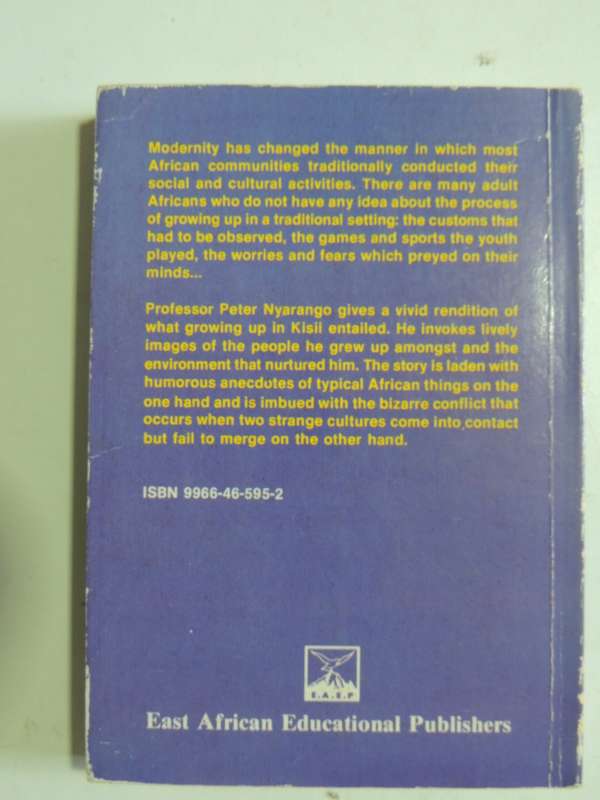 Modernity has changed the manner in which most
African communities traditionally conducted their
social and cultural activities. There are many adult
Africans who do not have any idea about the process
of growing up in a traditional setting: the customs that
had to be observed, the games and sports the youth
played, the worries and fears which preyed on their
minds...
Professor Peter Nyarango gives a vivid rendition of
what growing up in Kisii entailed. He invokes lively
images of the people he grew up amongst and the
environment that nurtured him. The story is laden with
humorous anecdotes of typical African things on the
one hand and is imbued with the bizarre conflict that
occurs when two strange cultures come into contact
but fail to merge on the other hand.
ISBN 9966-46-595-2
E.A.E.P
East African Educational Publishers